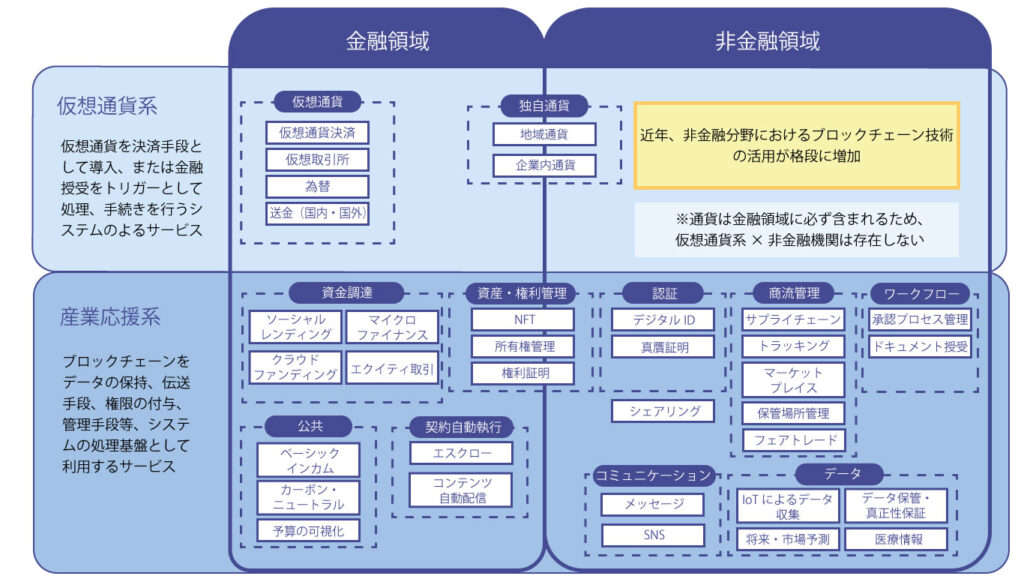 金融領域
非金融領域
仮想通貨系
仮想通貨を決済手段と
して導入、または金融
授受をトリガーとして
処理、手続きを行うシ
ステムのよるサービス
仮想通貨
仮想通貨決済
仮想取引所
為替
送金（国内・国外）
独自通貨
地域通貨
企業内通貨
近年、非金融分野におけるブロックチェーン技術
の活用が格段に増加
※通貨は金融領域に必ず含まれるため、
仮想通貨系 × 非金融機関は存在しない
産業応援系
ブロックチェーンを
データの保持、伝送
手段、権限の付与、
管理手段等、システ
ムの処理基盤として
利用するサービス
資金調達
ソーシャル
レンディング
マイクロ
ファイナンス
クラウド
ファンディング
エクイティ取引
資産・権利管理
NFT
所有権管理
権利証明
認証
デジタル ID
真贋証明
シェアリング
商流管理
サプライチェーン
トラッキング
マーケット
プレイス
保管場所管理
フェアトレード
ワークフロー
承認プロセス管理
ドキュメント授受
公共
ベーシック
インカム
カーボン・
ニュートラル
予算の可視化
契約自動執行
エスクロー
コンテンツ
自動配信
コミュニケーション
メッセージ
SNS
データ
IoT によるデータ
収集
データ保管・
真正性保証
将来・市場予測
医療情報